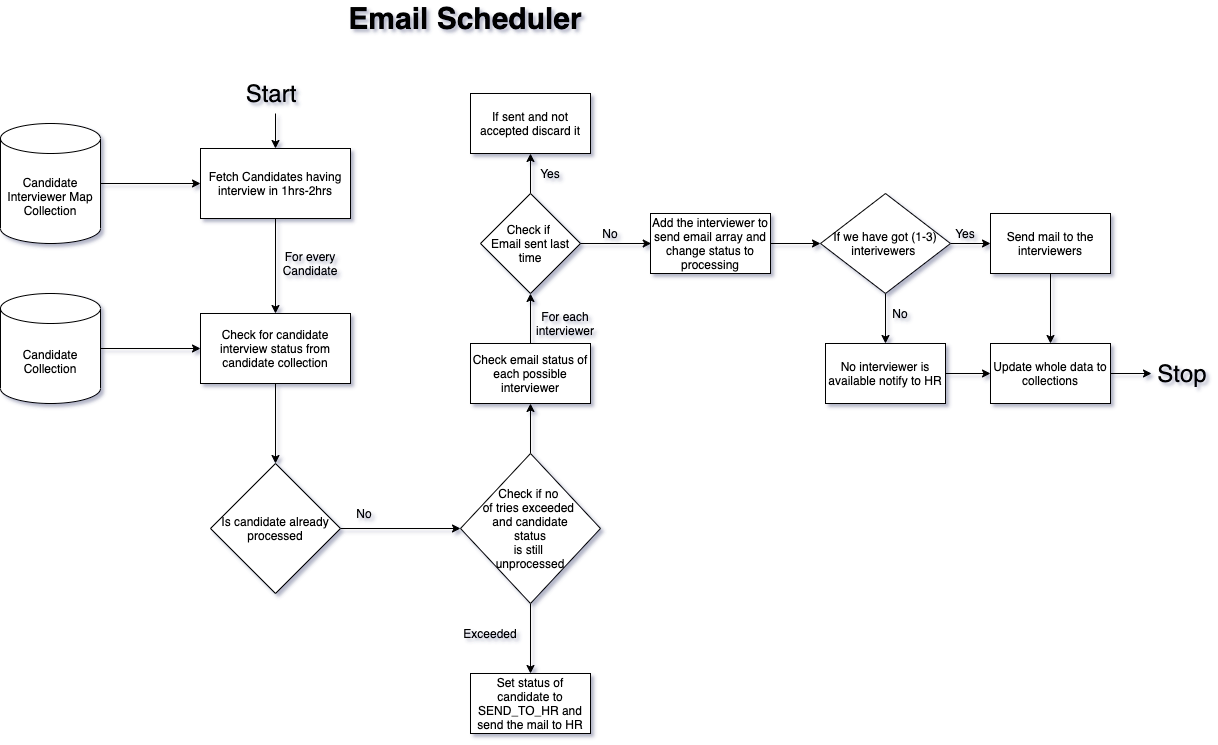 Email Scheduler
Start
Candidate
Interviewer Map
Collection
Fetch Candidates having
interview in 1hrs-2hrs
For every
Candidate
Candidate
Collection
Check for candidate
interview status from
candidate collection
Is candidate already
processed
No
Check if no
of tries exceeded
and candidate
status
is still
unprocessed
Exceeded
Set status of
candidate to
SEND_TO_HR and
send the mail to HR
Check email status of
each possible
interviewer
For each
interviewer
Check if
Email sent last
time
Yes
If sent and not
accepted discard it
No
Add the interviewer to
send email array and
change status to
processing
If we have got (1-3)
interivewers
Yes
Send mail to the
interviewers
No
No interviewer is
available notify to HR
Update whole data to
collections
Stop